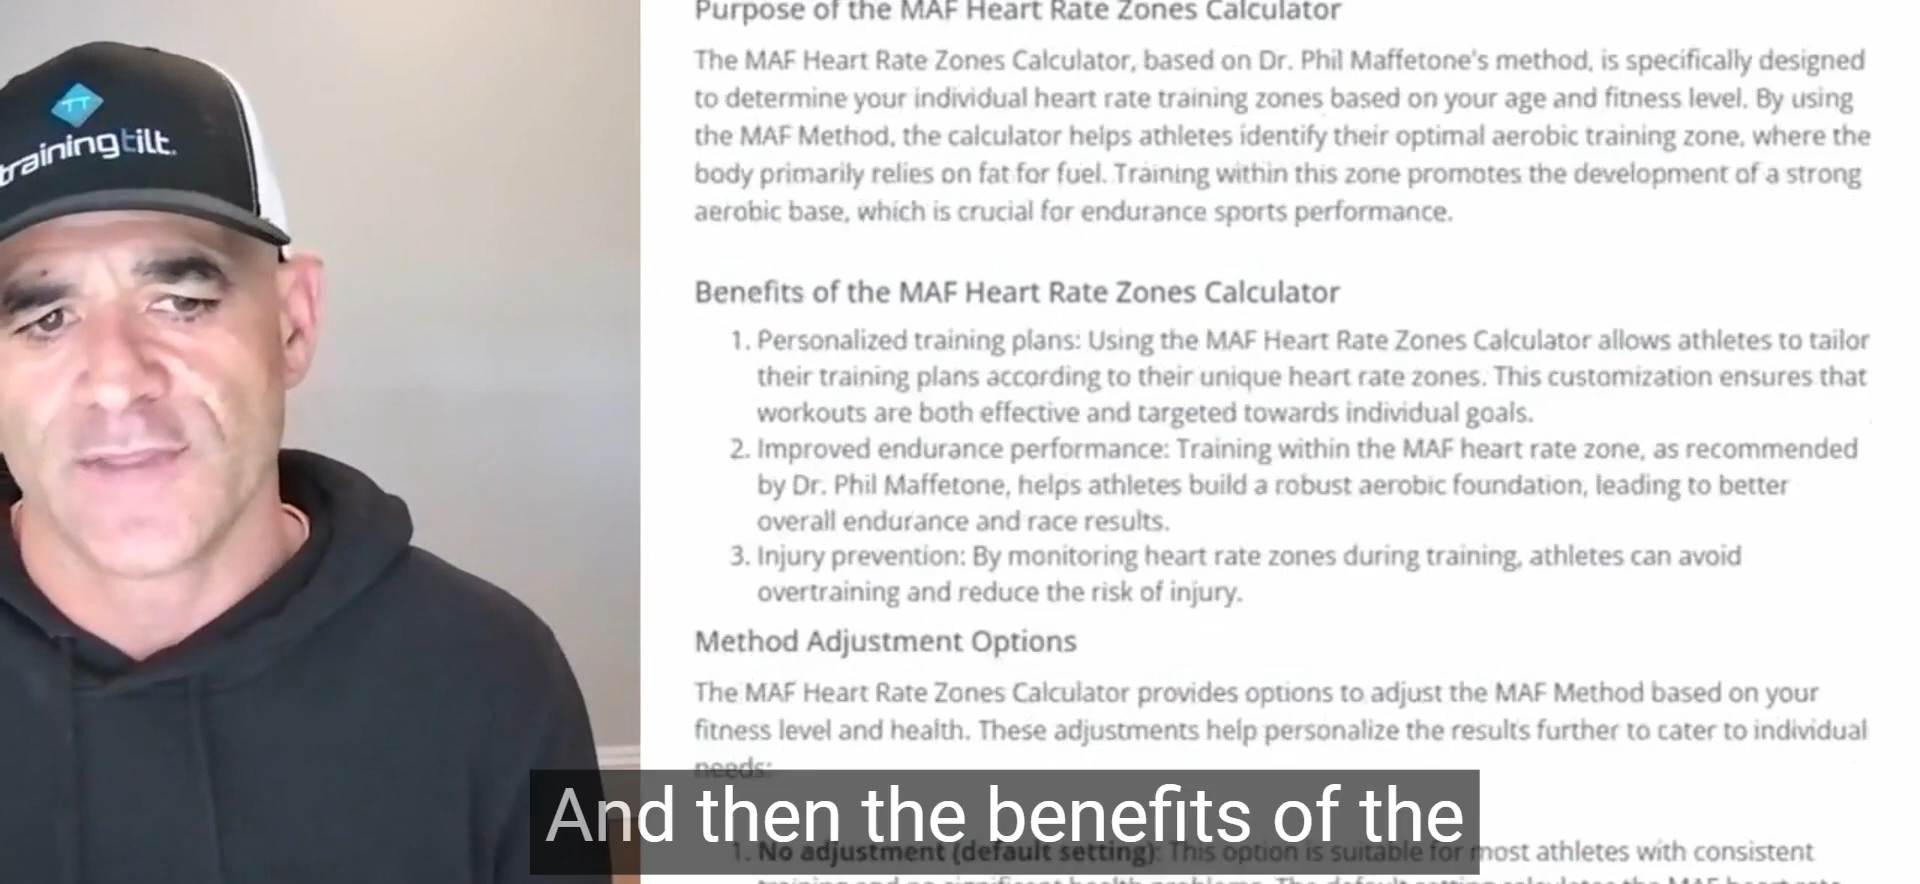 trainingtilt.
Purpose of the MAF Heart Rate Zones Calculator
The MAF Heart Rate Zones Calculator, based on Dr. Phil Maffetone's method, is specifically designed
to determine your individual heart rate training zones based on your age and fitness level. By using
the MAF Method, the calculator helps athletes identify their optimal aerobic training zone, where the
body primarily relies on fat for fuel. Training within this zone promotes the development of a strong
aerobic base, which is crucial for endurance sports performance.
Benefits of the MAF Heart Rate Zones Calculator
1. Personalized training plans: Using the MAF Heart Rate Zones Calculator allows athletes to tailor
their training plans according to their unique heart rate zones. This customization ensures that
workouts are both effective and targeted towards individual goals.
2. Improved endurance performance: Training within the MAF heart rate zone, as recommended
by Dr. Phil Maffetone, helps athletes build a robust aerobic foundation, leading to better
overall endurance and race results.
3. Injury prevention: By monitoring heart rate zones during training, athletes can avoid
overtraining and reduce the risk of injury.
Method Adjustment Options
The MAF Heart Rate Zones Calculator provides options to adjust the MAF Method based on your
fitness level and health. These adjustments help personalize the results further to cater to individual
needs:
And then the benefits of the
1. No adjustment (default setting): This option is suitable for most athletes with consistent